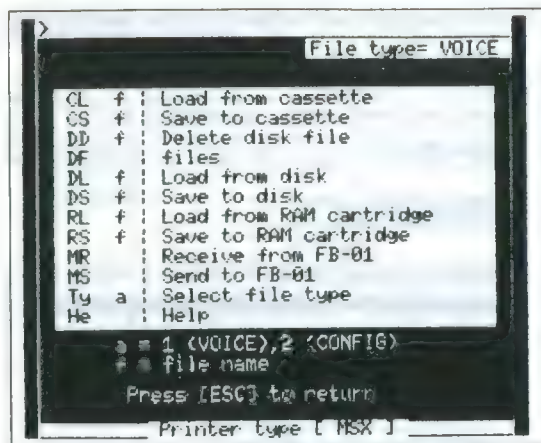 >
File type= VOICE
CL f ¦ Load from cassette
CS f ¦ Save to cassette
DD f ¦ Delete disk file
DF ¦ files
DL f ¦ Load from disk
DS f ¦ Save to disk
RL f ¦ Load from RAM cartridge
RS f ¦ Save to RAM cartridge
MR ¦ Receive from FB-01
MS ¦ Send to FB-01
Ty a ¦ Select file type
He ¦ Help
a = 1 (VOICE),2 (CONFIG)
f = file name
Press [ESC] to return
Printer type [ MSX ]